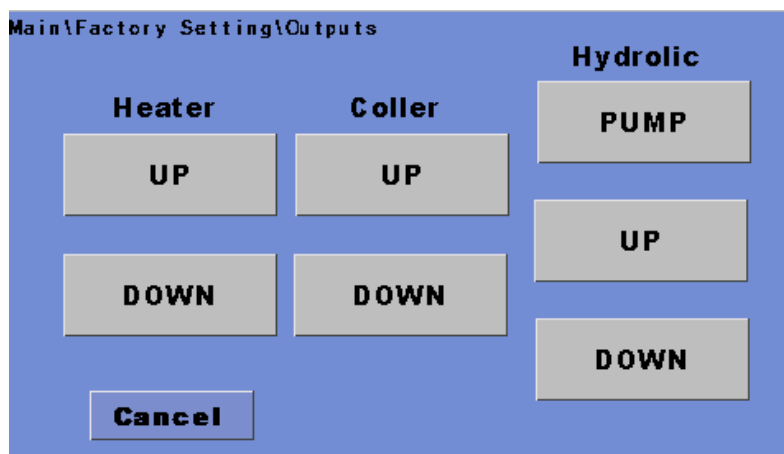 Main\Factory Setting\Outputs
Hydrolic
Heater
Coller
PUMP
UP
UP
UP
DOWN
DOWN
DOWN
Cancel